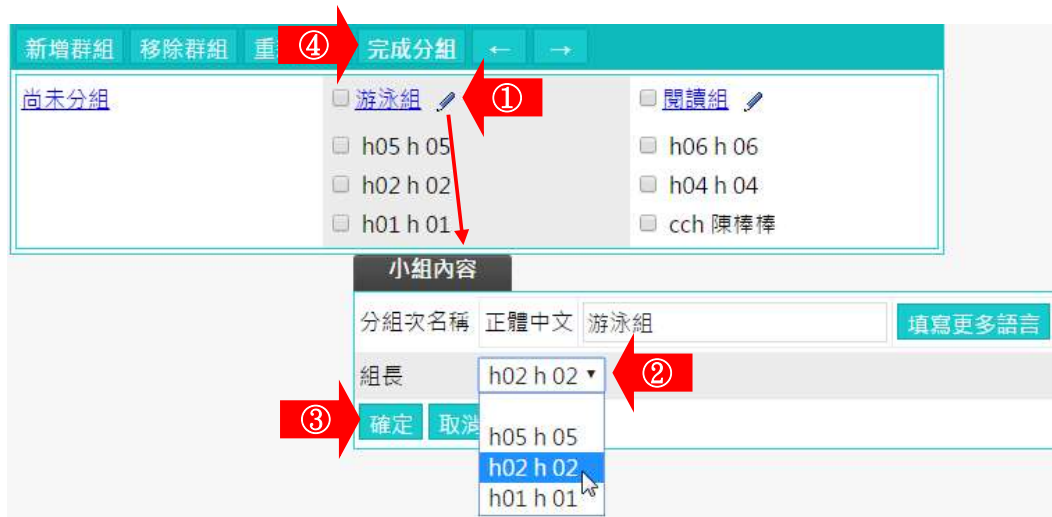 新增群組 移除群組 重 ④ 完成分組 ← →
尚未分組 游泳組 ① 閱讀組
h05 h 05 h06 h 06
h02 h 02 h04 h 04
h01 h 01 cch 陳棒棒
小組內容
分組次名稱 正體中文 游泳組 填寫更多語言
組長 h02 h 02 ②
③ 確定 取消
h05 h 05
h02 h 02
h01 h 01